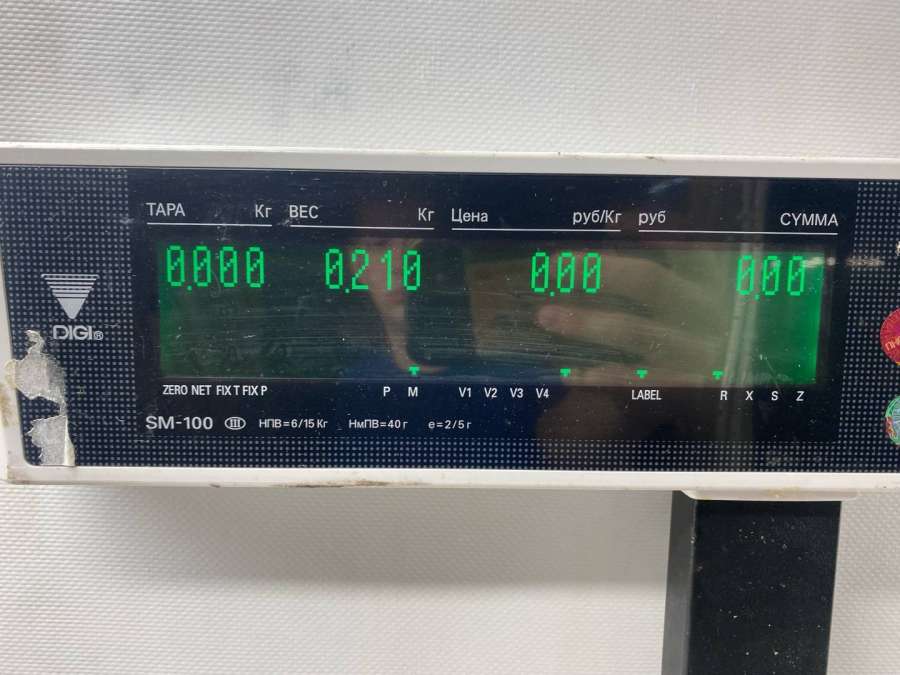 ТАРА Кг ВЕС Кг Цена руб/Кг руб СУММА
0.000 0.210 0.00 0.00
DIGI®
ZERO NET FIX T FIX P P M V1 V2 V3 V4 LABEL R X S Z
SM-100 III НПВ=6/15 Кг НмПВ=40 г e=2/5 г